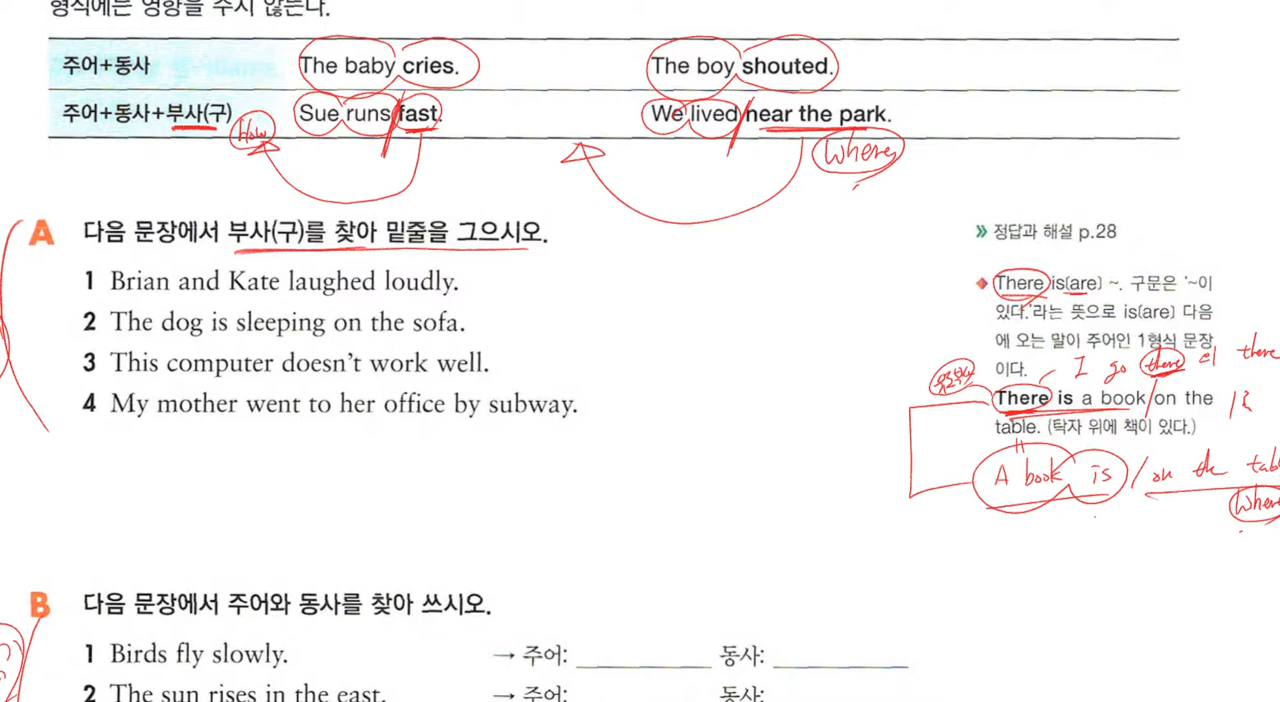 형식에는 영향을 주지 않는다.
주어+동사 The baby cries. The boy shouted.
주어+동사+부사(구) Sue runs fast. We lived near the park.
How
where
A 다음 문장에서 부사(구)를 찾아 밑줄을 그으시오.
1 Brian and Kate laughed loudly.
2 The dog is sleeping on the sofa.
3 This computer doesn't work well.
4 My mother went to her office by subway.
» 정답과 해설 p.28
There is(are) ~. 구문은 '~이
있다.'라는 뜻으로 is(are) 다음
에 오는 말이 주어인 1형식 문장
이다.
I go there there
There is a book on the
table. (탁자 위에 책이 있다.)
A book is / on the
where
B 다음 문장에서 주어와 동사를 찾아 쓰시오.
1 Birds fly slowly. → 주어: 동사:
2 The sun rises in the east. → 주어: 동사: